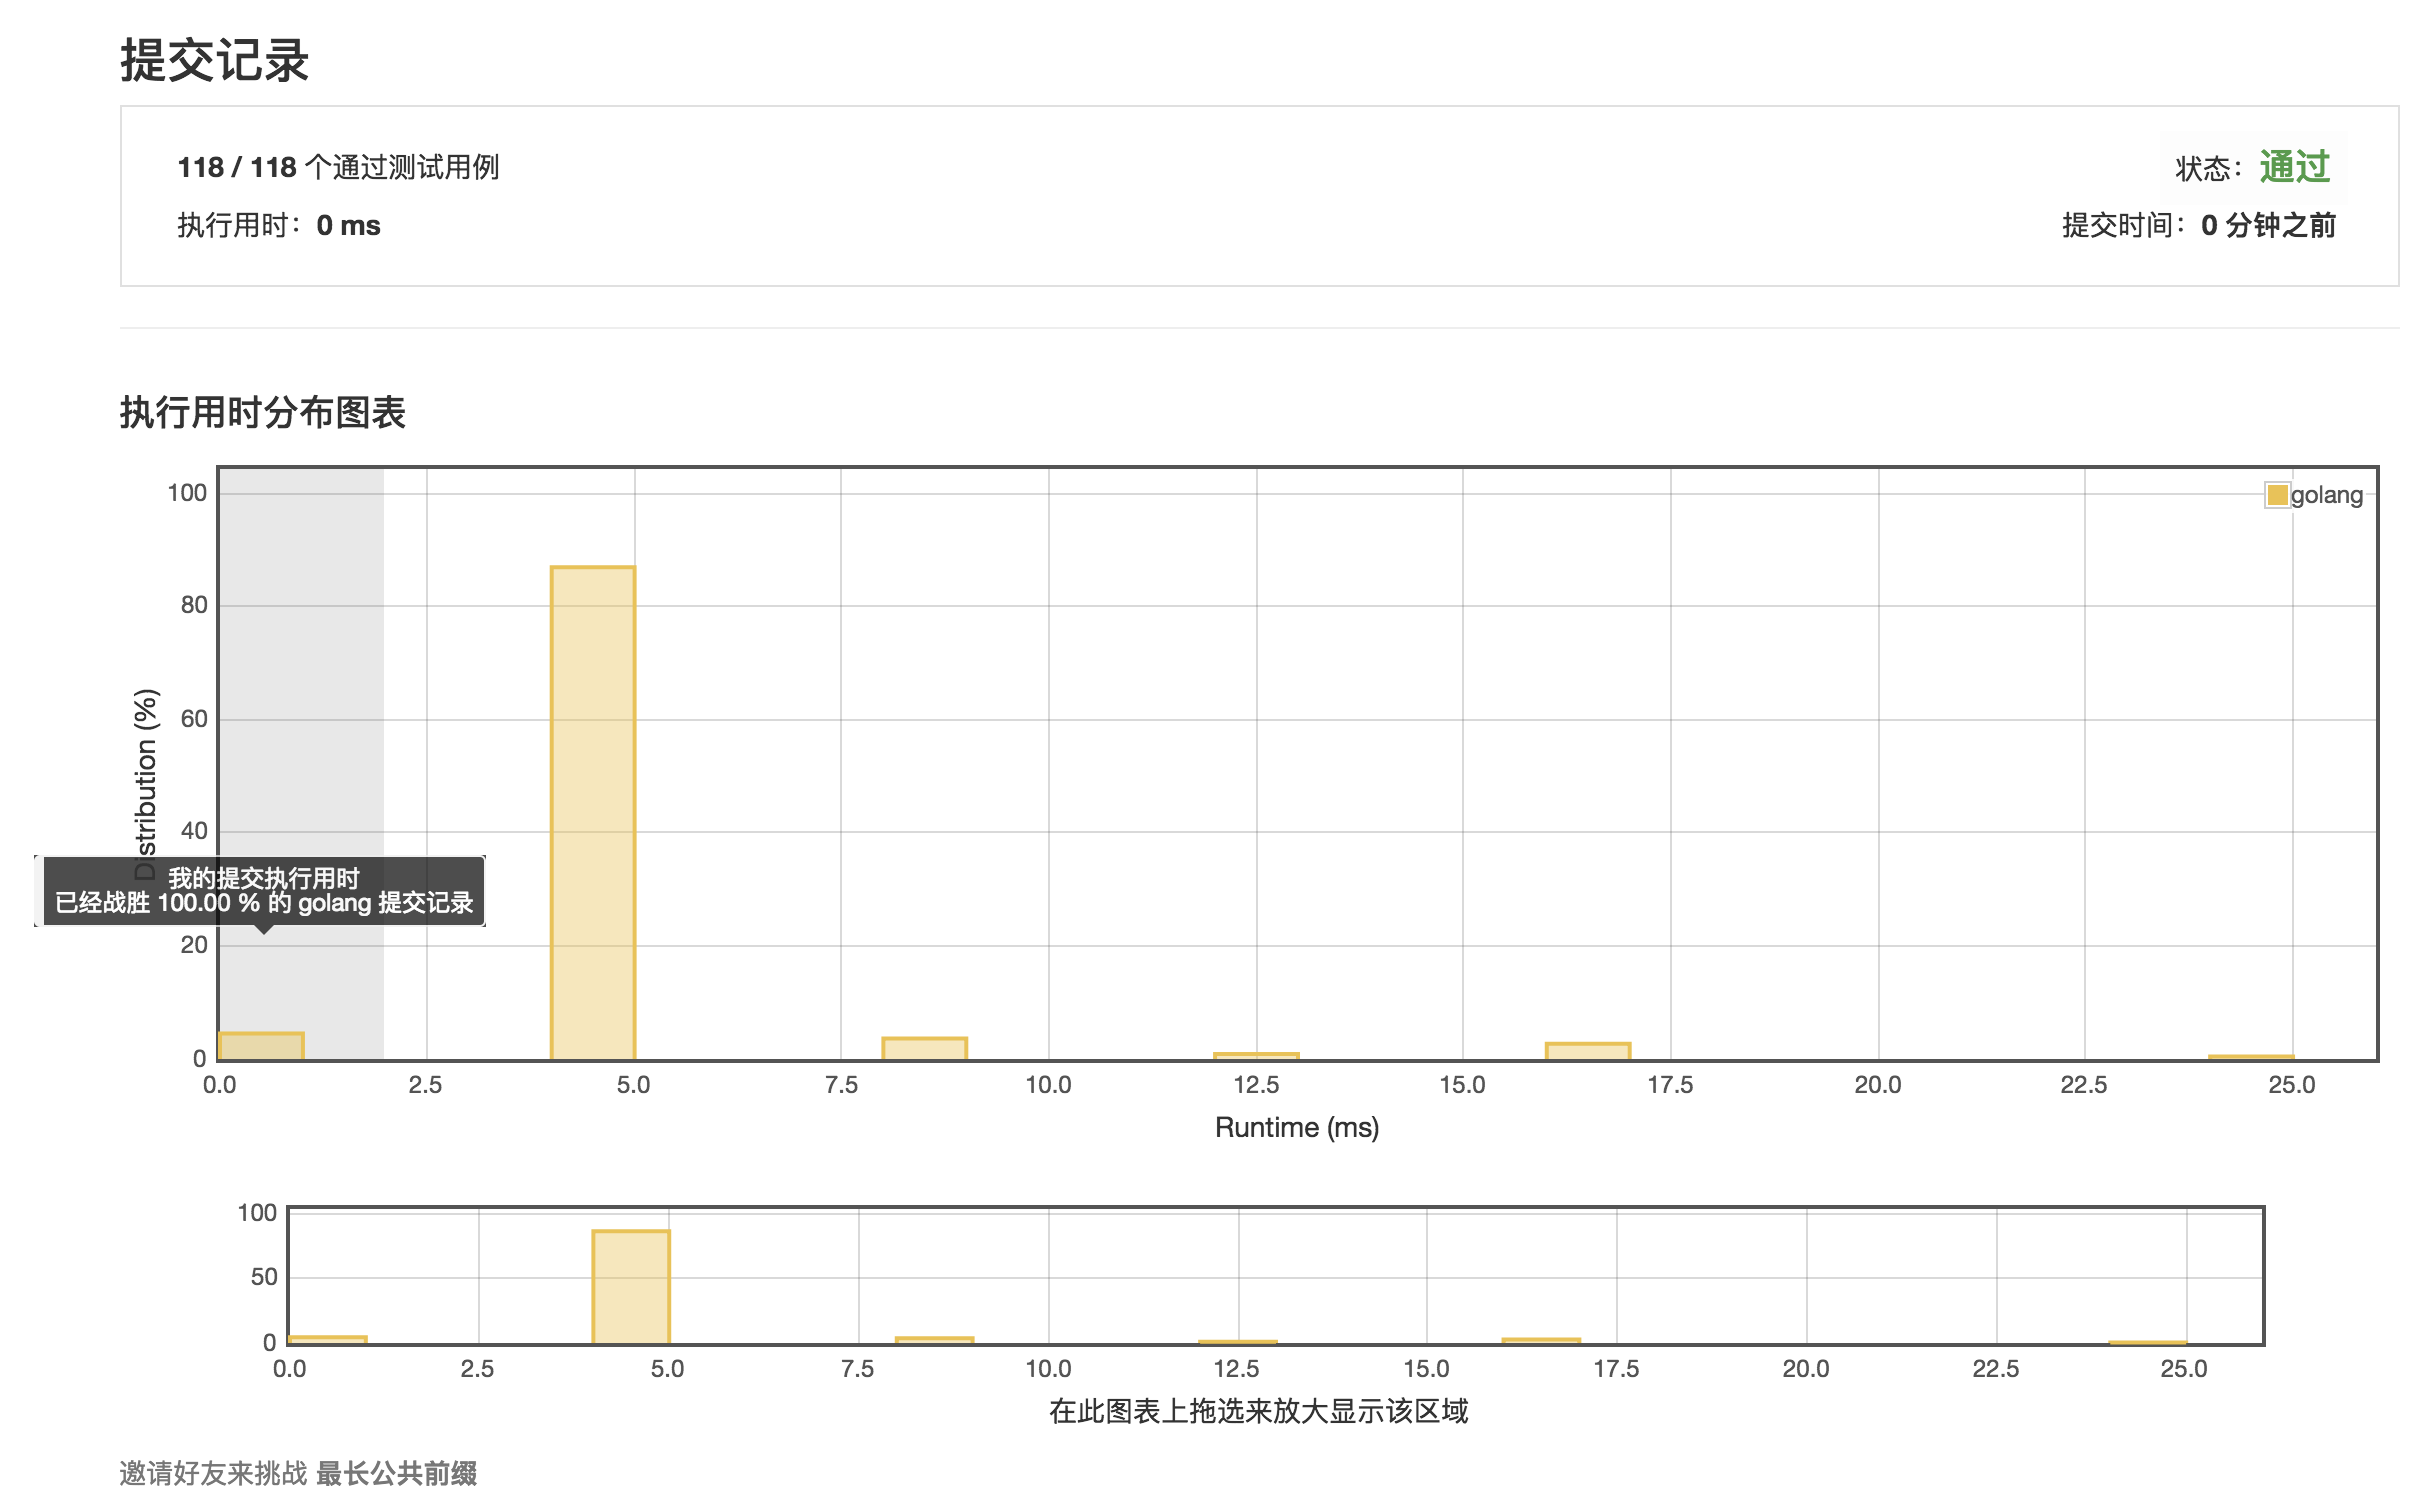 提交记录
118 / 118 个通过测试用例
状态：通过
执行用时：0 ms
提交时间：0 分钟之前
执行用时分布图表
100
80
60
40
20
0
Distribution (%)
golang
我的提交执行用时
已经战胜 100.00 % 的 golang 提交记录
0.0 2.5 5.0 7.5 10.0 12.5 15.0 17.5 20.0 22.5 25.0
Runtime (ms)
100
50
0
0.0 2.5 5.0 7.5 10.0 12.5 15.0 17.5 20.0 22.5 25.0
在此图表上拖选来放大显示该区域
邀请好友来挑战 最长公共前缀